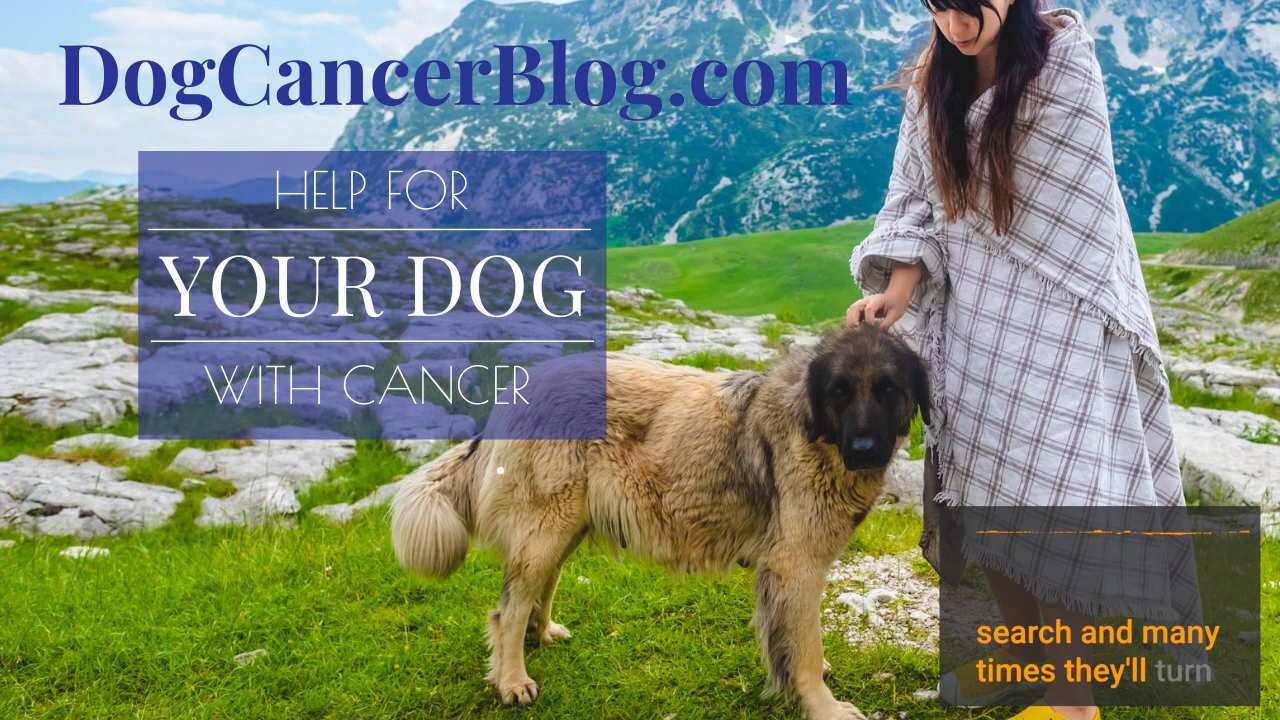 DogCancerBlog.com
HELP FOR
YOUR DOG
WITH CANCER
search and many
times they'll turn